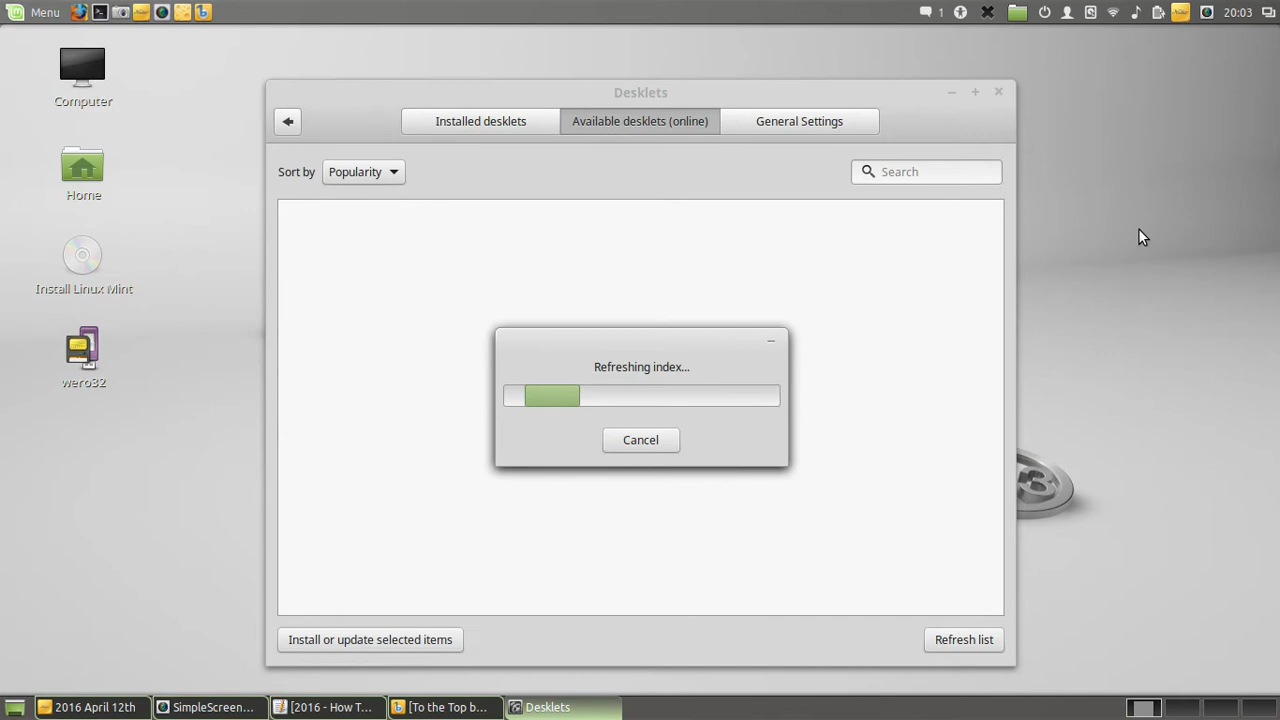 Menu
1
20:03
Computer
Home
Install Linux Mint
wero32
Desklets
Installed desklets
Available desklets (online)
General Settings
Sort by
Popularity
Search
Refreshing index...
Cancel
Install or update selected items
Refresh list
2016 April 12th
SimpleScreen...
[2016 - How T...
[To the Top b...
Desklets